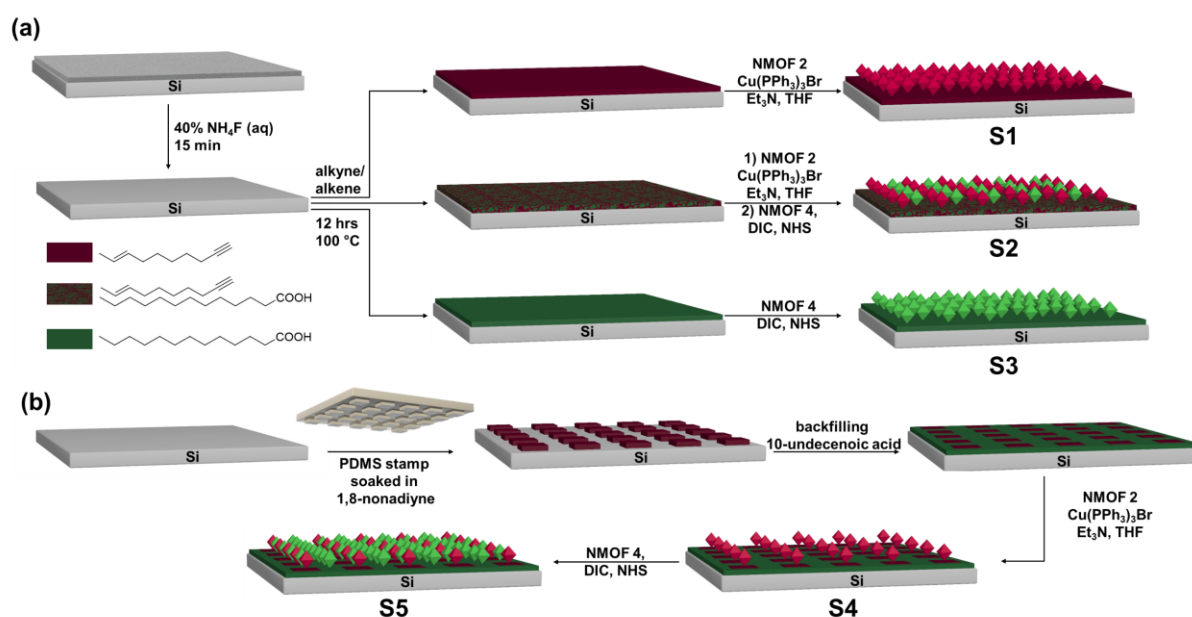 (a)
Si
40% NH₄F (aq)
15 min
Si
alkyne/
alkene
12 hrs
100 °C
COOH
COOH
Si
NMOF 2
Cu(PPh₃)₃Br
Et₃N, THF
Si
S1
Si
1) NMOF 2
Cu(PPh₃)₃Br
Et₃N, THF
2) NMOF 4,
DIC, NHS
Si
S2
Si
NMOF 4
DIC, NHS
Si
S3
(b)
Si
PDMS stamp
soaked in
1,8-nonadiyne
Si
backfilling
10-undecenoic acid
Si
NMOF 2
Cu(PPh₃)₃Br
Et₃N, THF
Si
S4
NMOF 4,
DIC, NHS
Si
S5